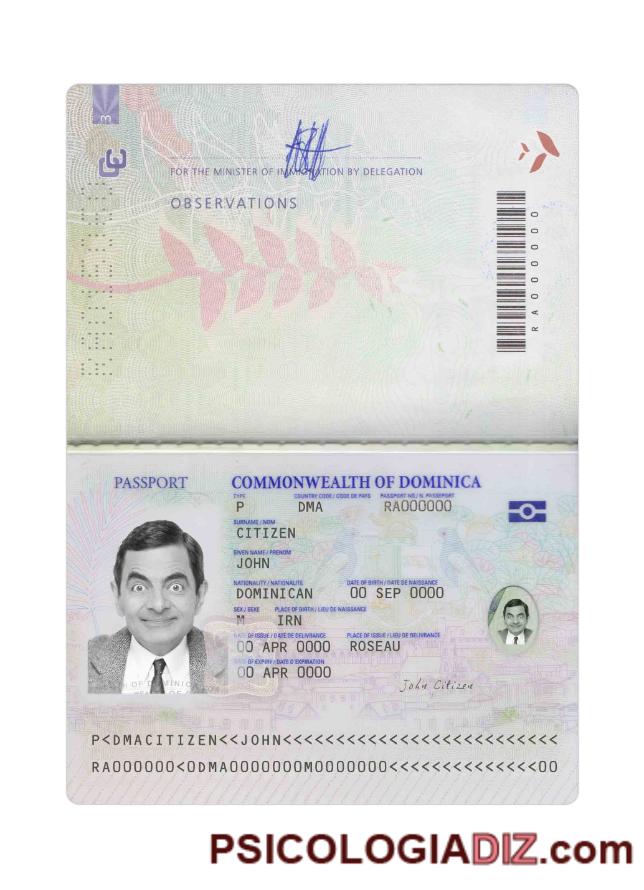 m
FOR THE MINISTER OF IMMIGRATION BY DELEGATION
OBSERVATIONS
RA000000
PASSPORT
COMMONWEALTH OF DOMINICA
TYPE COUNTRY CODE / CODE DE PAYS PASSPORT NO / N. PASSEPORT
P DMA RA000000
SURNAME / NOM
CITIZEN
GIVEN NAME / PRENOM
JOHN
NATIONALITY / NATIONALITE DATE OF BIRTH / DATE DE NAISSANCE
DOMINICAN 00 SEP 0000
SEX / SEXE PLACE OF BIRTH / LIEU DE NAISSANCE
M IRN
DATE OF ISSUE / DATE DE DELIVRANCE PLACE OF ISSUE / LIEU DE DELIVRANCE
00 APR 0000 ROSEAU
DATE OF EXPIRY / DATE D'EXPIRATION
00 APR 0000
John Citizen
P<DMACITIZEN<<JOHN<<<<<<<<<<<<<<<<<<<<<<<<<<
RA000000<0DMA0000000M0000000<<<<<<<<<<<<<<00
PSICOLOGIADIZ.com